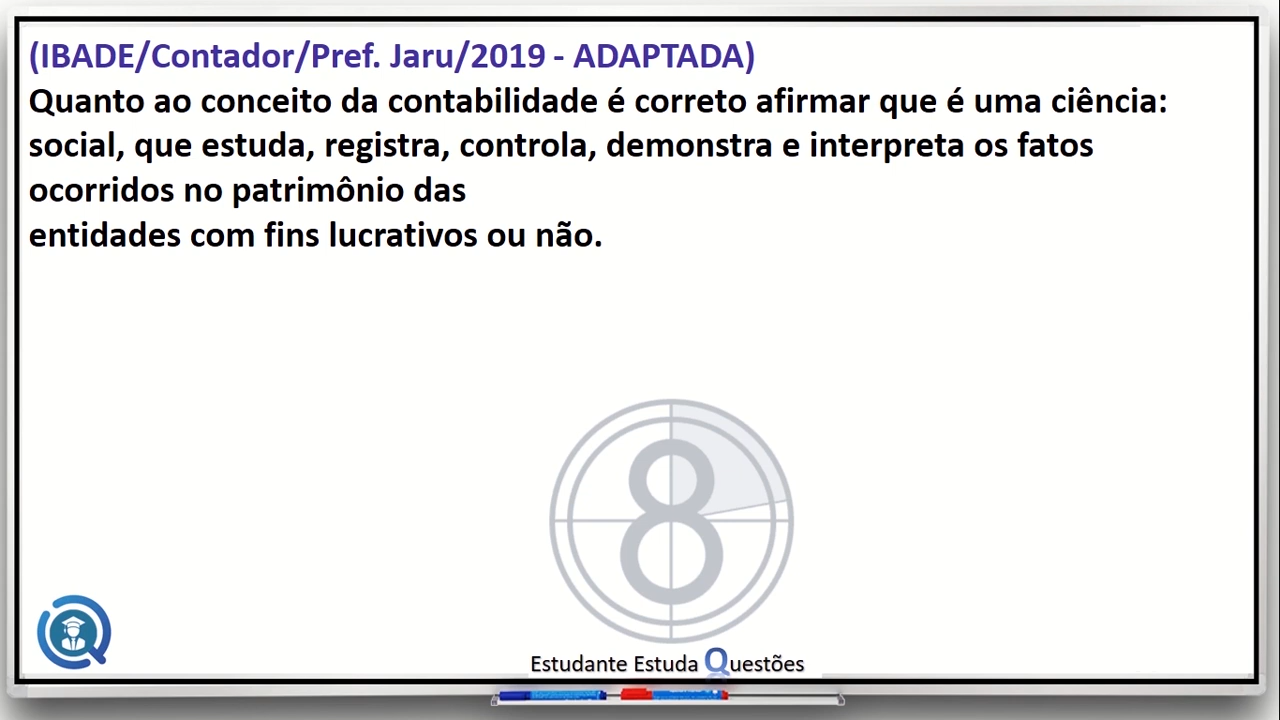 (IBADE/Contador/Pref. Jaru/2019 - ADAPTADA)
Quanto ao conceito da contabilidade é correto afirmar que é uma ciência:
social, que estuda, registra, controla, demonstra e interpreta os fatos
ocorridos no patrimônio das
entidades com fins lucrativos ou não.
8
Estudante Estuda Questões